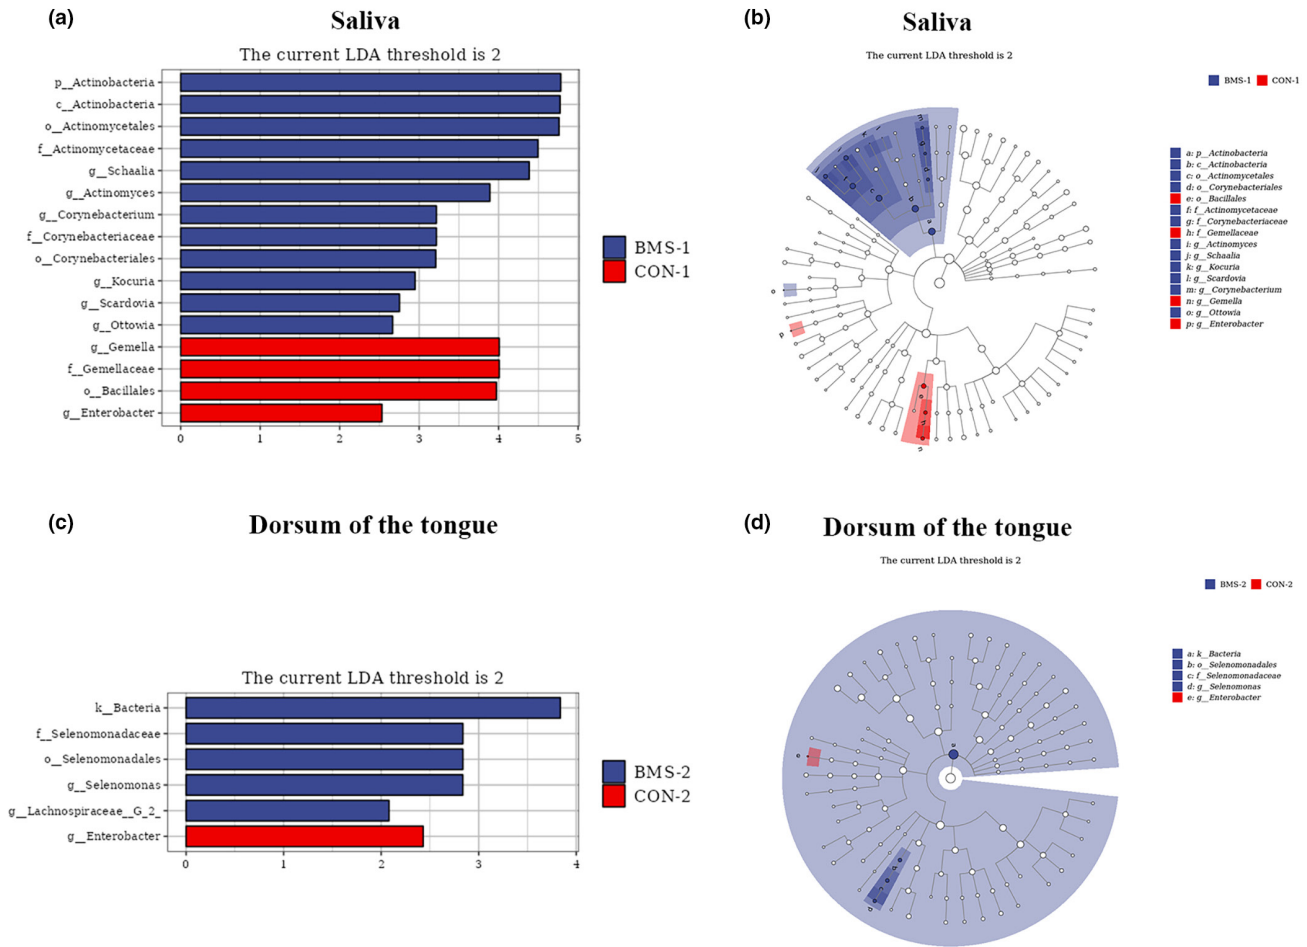 (a)
Saliva
The current LDA threshold is 2
p__Actinobacteria
c__Actinobacteria
o__Actinomycetales
f__Actinomycetaceae
g__Schaalia
g__Actinomyces
g__Corynebacterium
f__Corynebacteriaceae
o__Corynebacteriales
g__Kocuria
g__Scardovia
g__Ottowia
g__Gemella
f__Gemellaceae
o__Bacillales
g__Enterobacter
0 1 2 3 4 5
BMS-1
CON-1
(b)
Saliva
The current LDA threshold is 2
BMS-1 CON-1
a: p__Actinobacteria
b: c__Actinobacteria
c: o__Actinomycetales
d: o__Corynebacteriales
e: o__Bacillales
f: f__Actinomycetaceae
g: f__Corynebacteriaceae
h: f__Gemellaceae
i: g__Actinomyces
j: g__Schaalia
k: g__Kocuria
l: g__Scardovia
m: g__Corynebacterium
n: g__Gemella
o: g__Ottowia
p: g__Enterobacter
(c)
Dorsum of the tongue
The current LDA threshold is 2
k__Bacteria
f__Selenomonadaceae
o__Selenomonadales
g__Selenomonas
g__Lachnospiraceae__G_2_
g__Enterobacter
0 1 2 3 4
BMS-2
CON-2
(d)
Dorsum of the tongue
The current LDA threshold is 2
BMS-2 CON-2
a: k__Bacteria
b: o__Selenomonadales
c: f__Selenomonadaceae
d: g__Selenomonas
e: g__Enterobacter